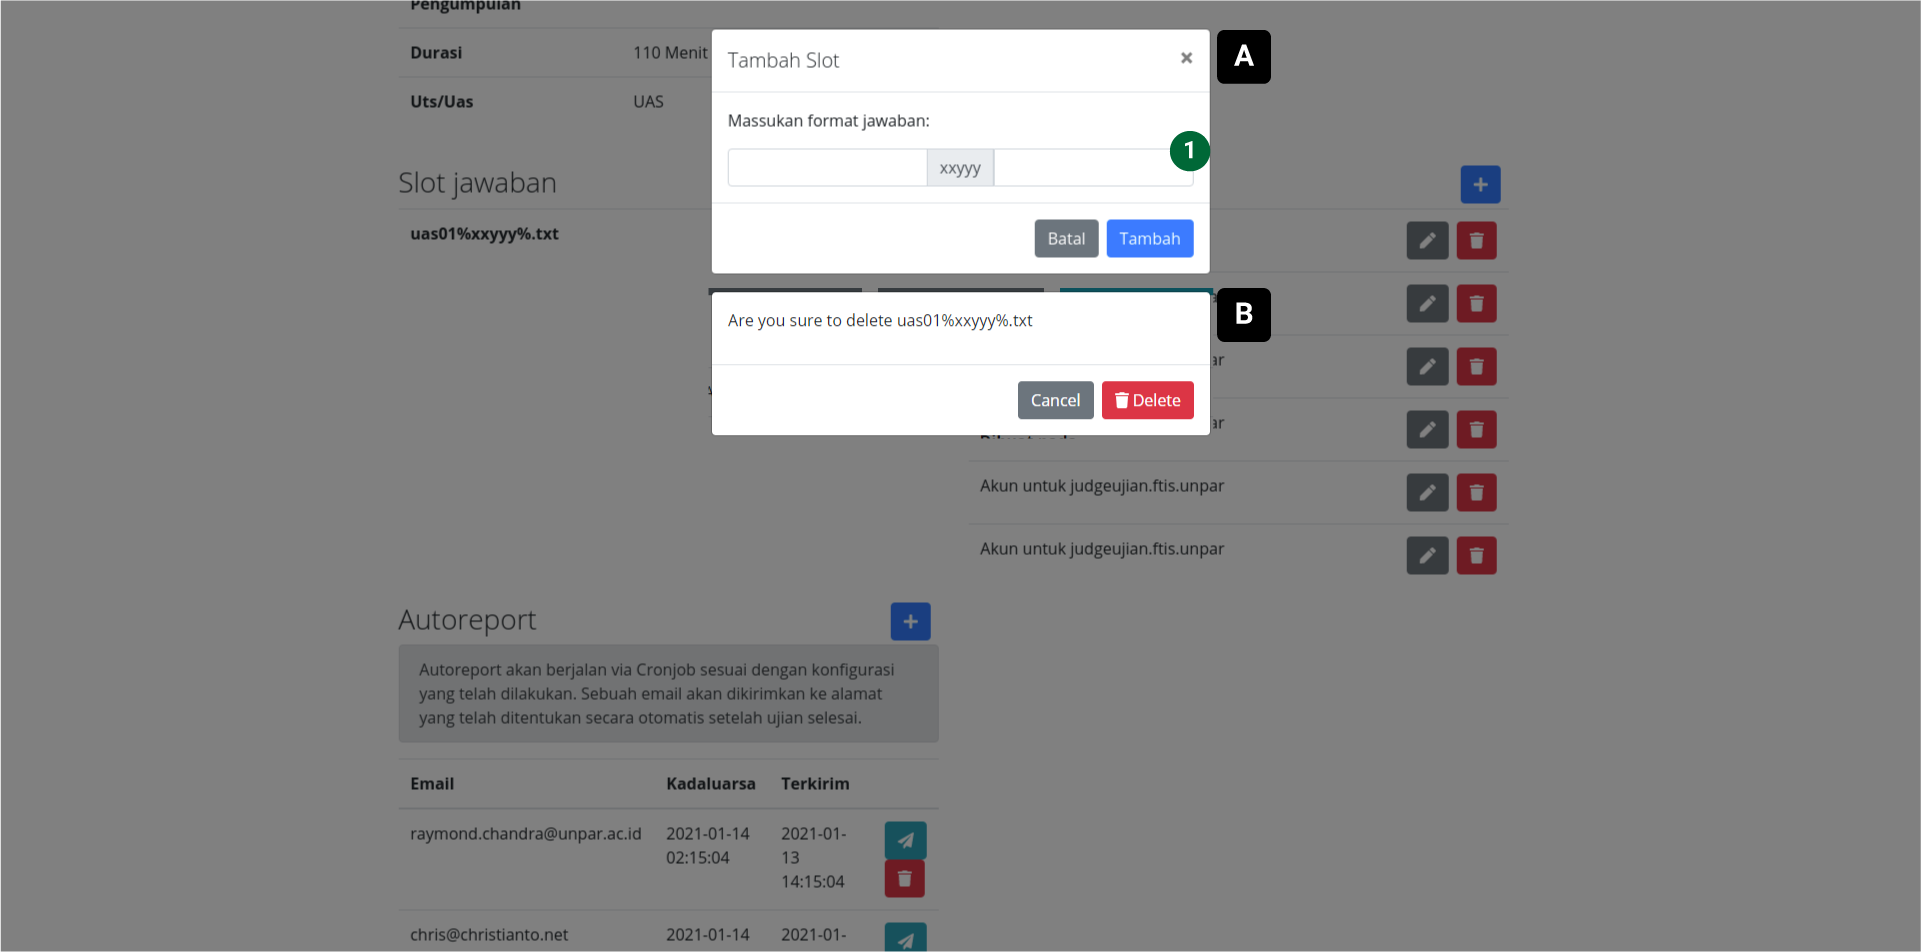 Pengumpulan
Durasi 110 Menit
Uts/Uas UAS
Tambah Slot ×
A
Massukan format jawaban:
1
xxyyy
Batal Tambah
Slot jawaban
uas01%xxyyy%.txt
B
Are you sure to delete uas01%xxyyy%.txt
Cancel Delete
ar
ar
Akun untuk judgeujian.ftis.unpar
Akun untuk judgeujian.ftis.unpar
Autoreport
Autoreport akan berjalan via Cronjob sesuai dengan konfigurasi
yang telah dilakukan. Sebuah email akan dikirimkan ke alamat
yang telah ditentukan secara otomatis setelah ujian selesai.
Email Kadaluarsa Terkirim
raymond.chandra@unpar.ac.id 2021-01-14 2021-01-
02:15:04 13
14:15:04
chris@christianto.net 2021-01-14 2021-01-